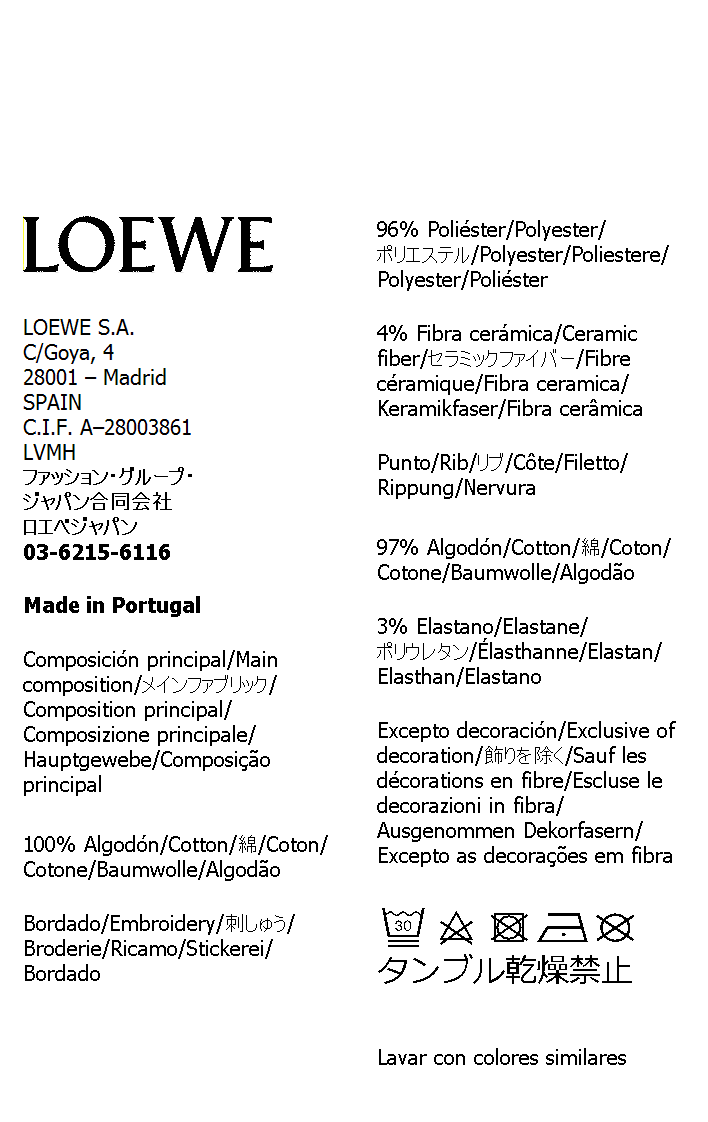 LOEWE
LOEWE S.A.
C/Goya, 4
28001 – Madrid
SPAIN
C.I.F. A–28003861
LVMH
ファッション・グループ・
ジャパン合同会社
ロエベジャパン
03-6215-6116
Made in Portugal
Composición principal/Main
composition/メインファブリック/
Composition principal/
Composizione principale/
Hauptgewebe/Composição
principal
100% Algodón/Cotton/綿/Coton/
Cotone/Baumwolle/Algodão
Bordado/Embroidery/刺しゅう/
Broderie/Ricamo/Stickerei/
Bordado
96% Poliéster/Polyester/
ポリエステル/Polyester/Poliestere/
Polyester/Poliéster
4% Fibra cerámica/Ceramic
fiber/セラミックファイバー/Fibre
céramique/Fibra ceramica/
Keramikfaser/Fibra cerâmica
Punto/Rib/リブ/Côte/Filetto/
Rippung/Nervura
97% Algodón/Cotton/綿/Coton/
Cotone/Baumwolle/Algodão
3% Elastano/Elastane/
ポリウレタン/Élasthanne/Elastan/
Elasthan/Elastano
Excepto decoración/Exclusive of
decoration/飾りを除く/Sauf les
décorations en fibre/Escluse le
decorazioni in fibra/
Ausgenommen Dekorfasern/
Excepto as decorações em fibra
30
タンブル乾燥禁止
Lavar con colores similares